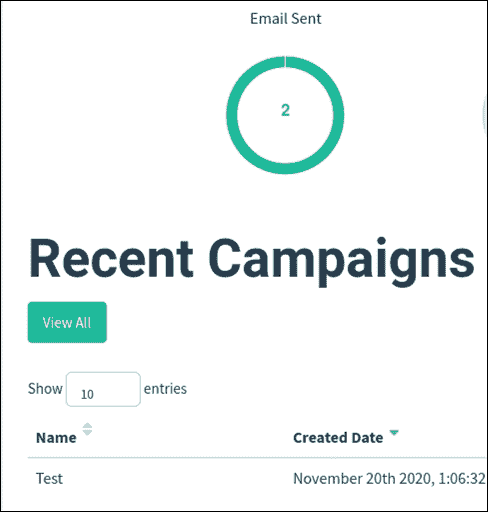 Email Sent
2
Recent Campaigns
View All
Show 10 entries
Name Created Date
Test November 20th 2020, 1:06:32